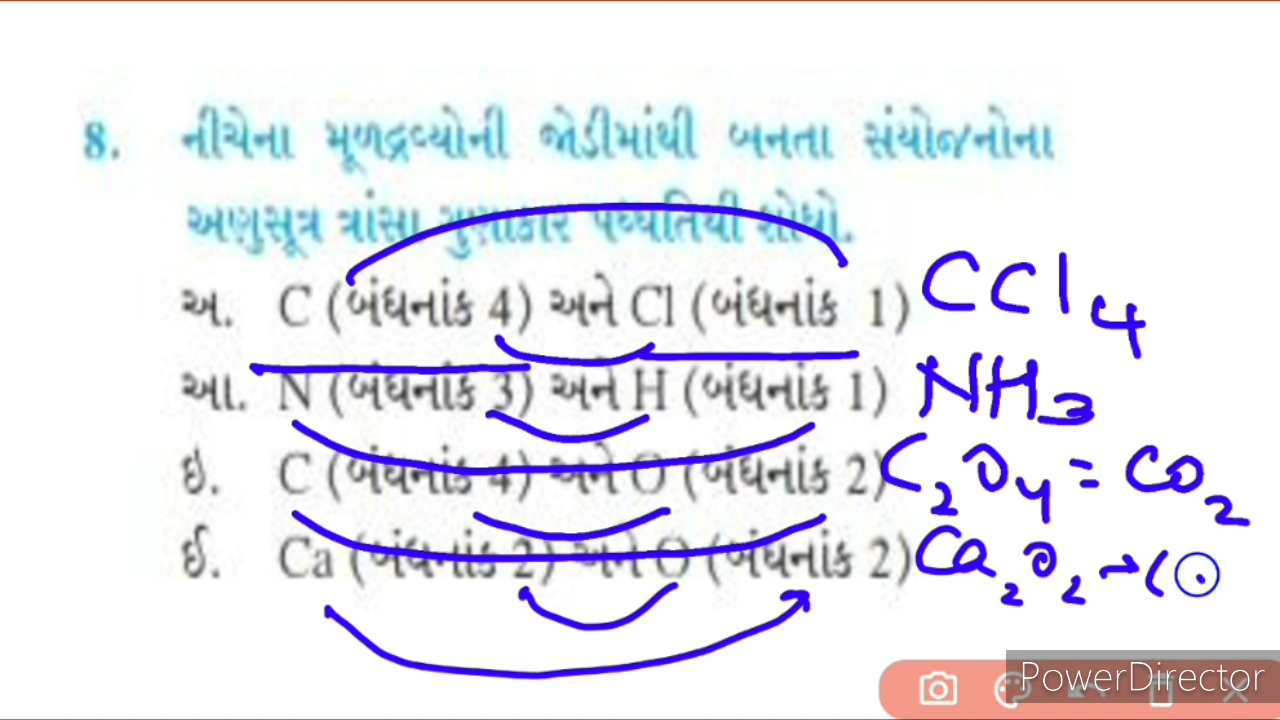 8. નીચેના મૂળદ્રવ્યોની જોડીમાંથી બનતા સંયોજનોના
અણુસૂત્ર ત્રાંસા ગુણાકાર પધ્ધતિથી શોધો.
અ. C (બંધનાંક 4) અને Cl (બંધનાંક 1) CCl4
આ. N (બંધનાંક 3) અને H (બંધનાંક 1) NH3
ઇ. C (બંધનાંક 4) અને O (બંધનાંક 2) C2O4 = CO2
ઈ. Ca (બંધનાંક 2) અને O (બંધનાંક 2) Ca2O2 → (
PowerDirector